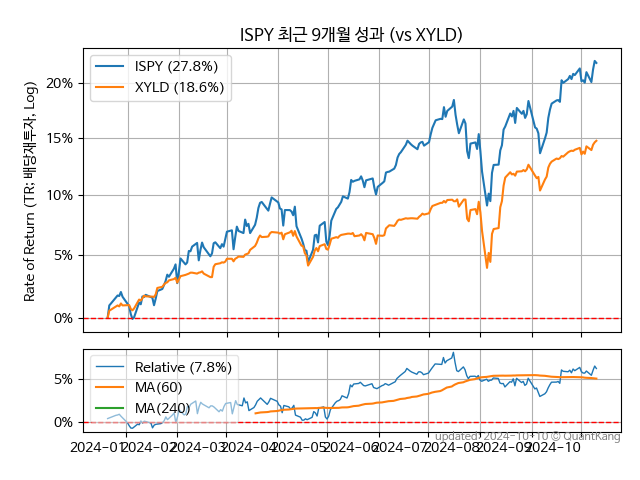 ISPY 최근 9개월 성과 (vs XYLD)
Rate of Return (TR: 배당재투자, Log)
ISPY (27.8%)
XYLD (18.6%)
20%
15%
10%
5%
0%
Relative (7.8%)
MA(60)
MA(240)
5%
0%
2024-01 2024-02 2024-03 2024-04 2024-05 2024-06 2024-07 2024-08 2024-09 2024-10
updated: 2024-10-10 © QuantKang